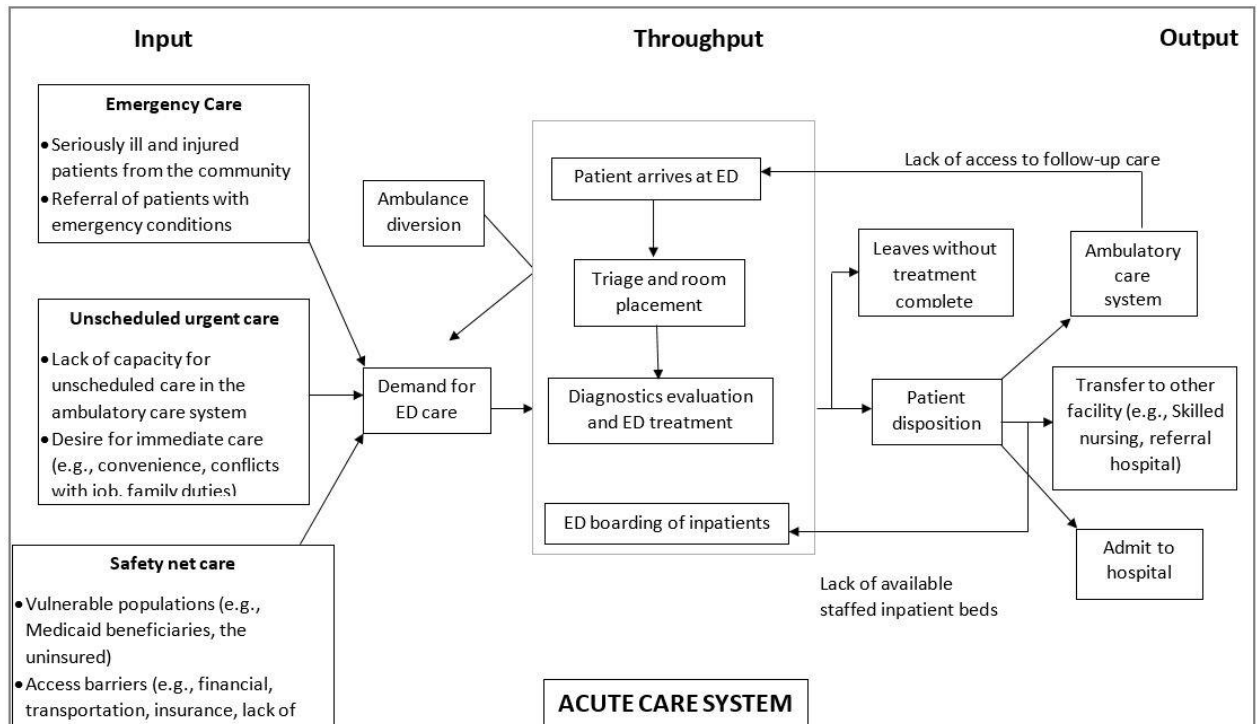 Input
Throughput
Output
Emergency Care
•Seriously ill and injured
patients from the community
•Referral of patients with
emergency conditions
Unscheduled urgent care
•Lack of capacity for
unscheduled care in the
ambulatory care system
•Desire for immediate care
(e.g., convenience, conflicts
with job, family duties)
Safety net care
•Vulnerable populations (e.g.,
Medicaid beneficiaries, the
uninsured)
•Access barriers (e.g., financial,
transportation, insurance, lack of
Ambulance
diversion
Demand for
ED care
Patient arrives at ED
Triage and room
placement
Diagnostics evaluation
and ED treatment
ED boarding of inpatients
Lack of access to follow-up care
Leaves without
treatment
complete
Patient
disposition
Ambulatory
care
system
Transfer to other
facility (e.g., Skilled
nursing, referral
hospital)
Admit to
hospital
Lack of available
staffed inpatient beds
ACUTE CARE SYSTEM